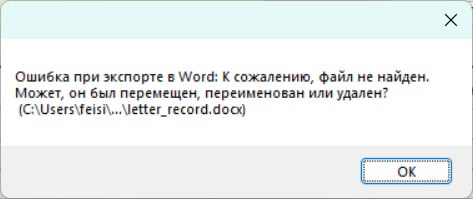 Ошибка при экспорте в Word: К сожалению, файл не найден.
Может, он был перемещен, переименован или удален?
(C:\Users\feisi\...\letter_record.docx)
OK